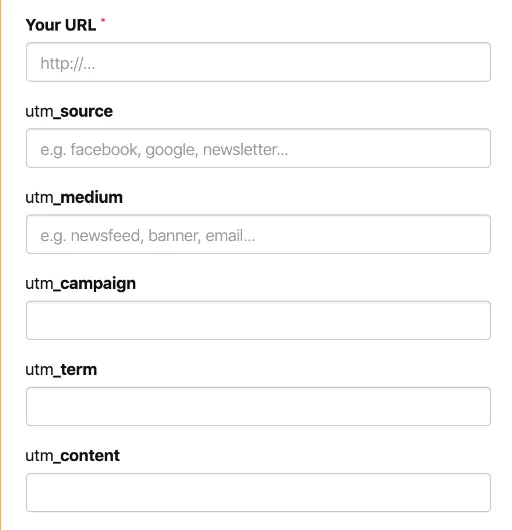 Your URL *
http://...
utm_source
e.g. facebook, google, newsletter...
utm_medium
e.g. newsfeed, banner, email...
utm_campaign
utm_term
utm_content